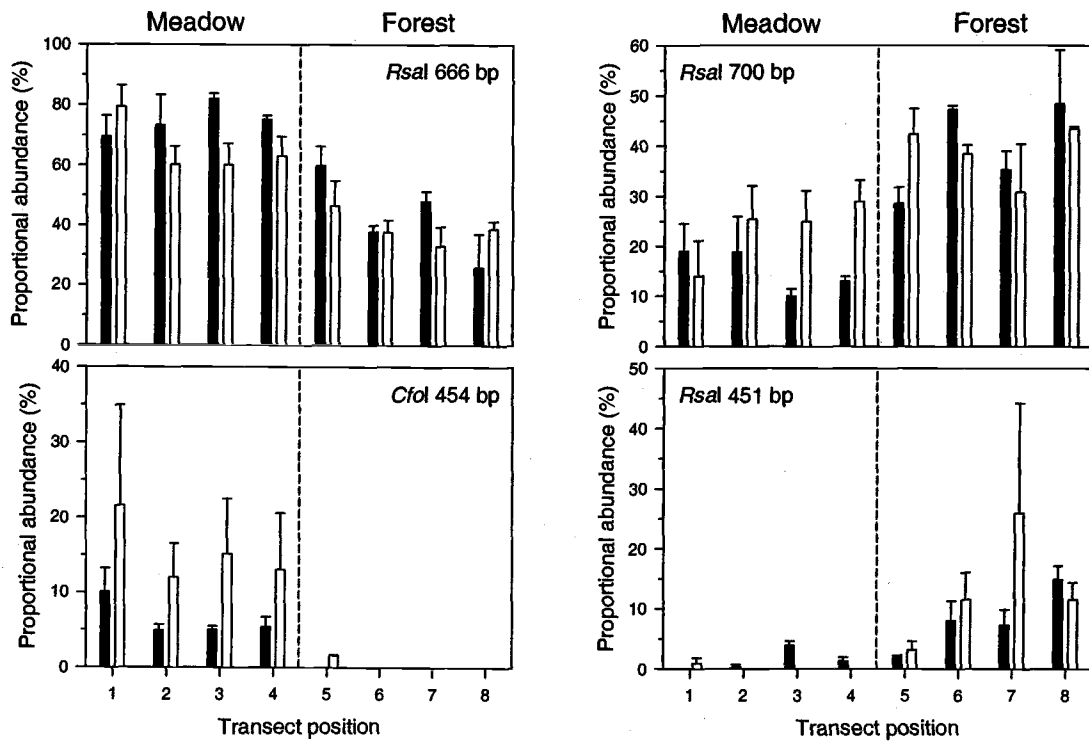 Meadow Forest
RsaI 666 bp
Proportional abundance (%)
100
80
60
40
20
0
CfoI 454 bp
Proportional abundance (%)
40
30
20
10
0
1 2 3 4 5 6 7 8
Transect position
Meadow Forest
RsaI 700 bp
Proportional abundance (%)
60
50
40
30
20
10
0
RsaI 451 bp
Proportional abundance (%)
50
40
30
20
10
0
1 2 3 4 5 6 7 8
Transect position